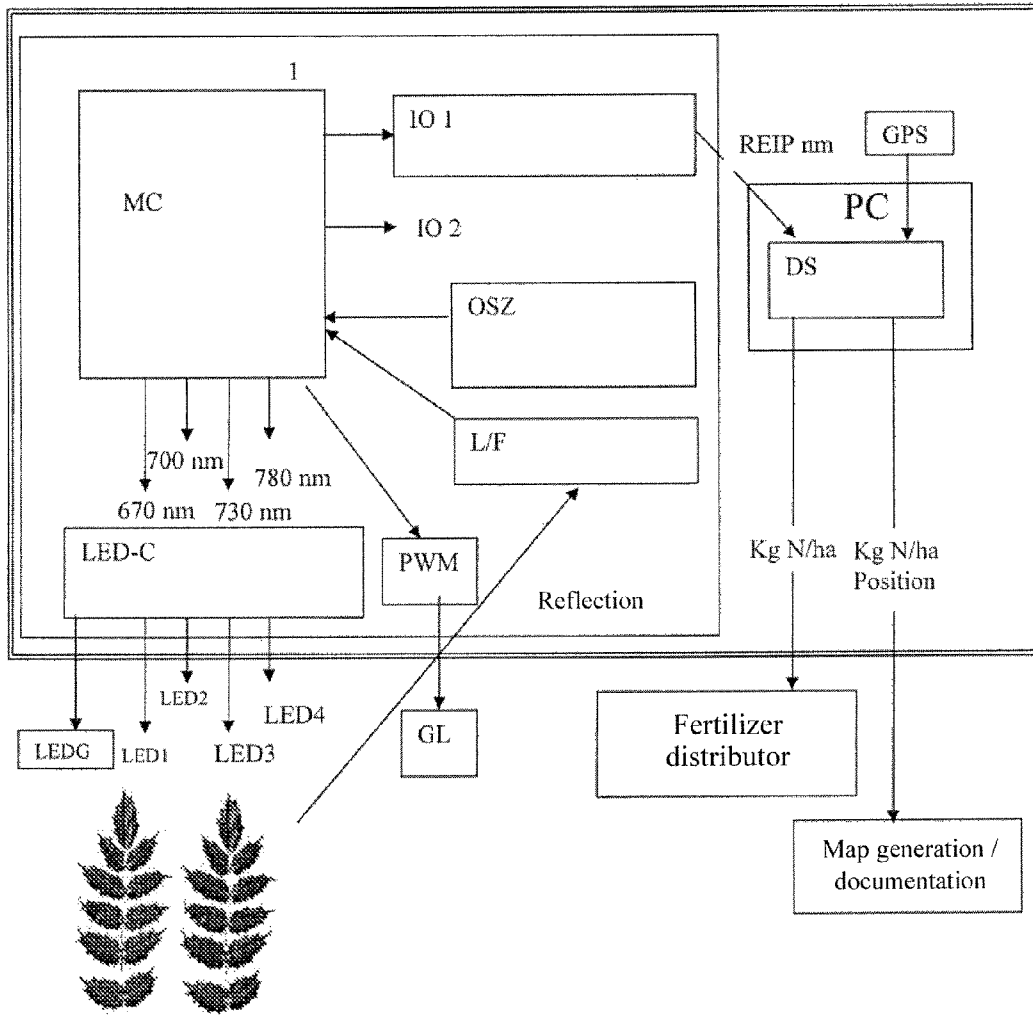 1
IO 1
GPS
REIP nm
MC
PC
IO 2
DS
OSZ
L/F
700 nm
780 nm
670 nm
730 nm
LED-C
PWM
Kg N/ha
Kg N/ha
Position
Reflection
LED2
LED4
LEDG
LED1
LED3
GL
Fertilizer
distributor
Map generation /
documentation